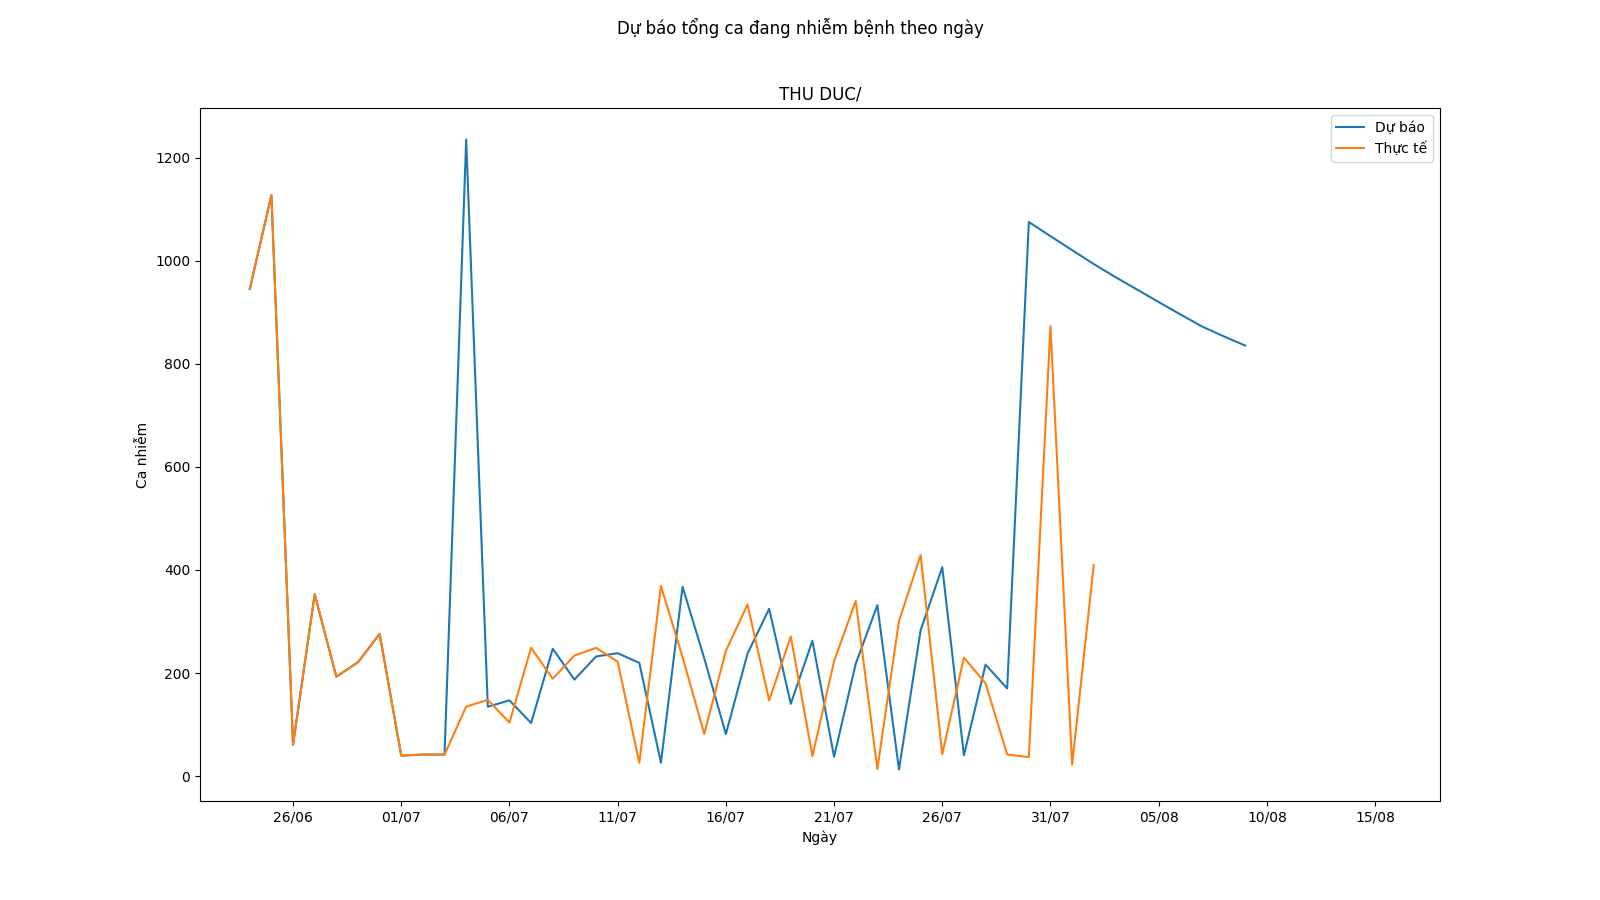 Dự báo tổng ca đang nhiễm bệnh theo ngày
THU DUC/
Dự báo
Thực tế
1200
1000
800
600
400
200
0
Ca nhiễm
26/06 01/07 06/07 11/07 16/07 21/07 26/07 31/07 05/08 10/08 15/08
Ngày